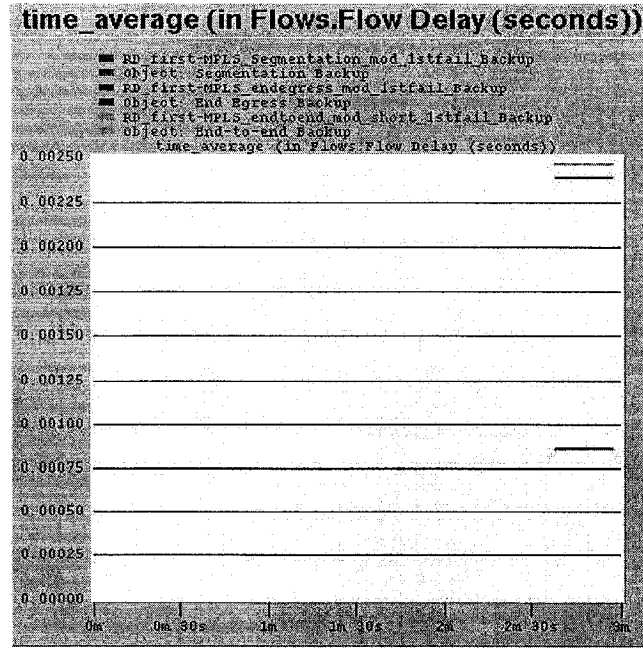 time_average (in Flows.Flow Delay (seconds))
RD_first-MPLS_Segmentation_mod_1stfail_Backup
Object: Segmentation Backup
RD_first-MPLS_endegress_mod_1stfail_Backup
Object: End Egress Backup
RD_first-MPLS_endtoend_mod_short_1stfail_Backup
Object: End-to-end Backup
time_average (in Flows.Flow Delay (seconds))
0.00250
0.00225
0.00200
0.00175
0.00150
0.00125
0.00100
0.00075
0.00050
0.00025
0.00000
0m 0m 30s 1m 1m 30s 2m 2m 30s 3m